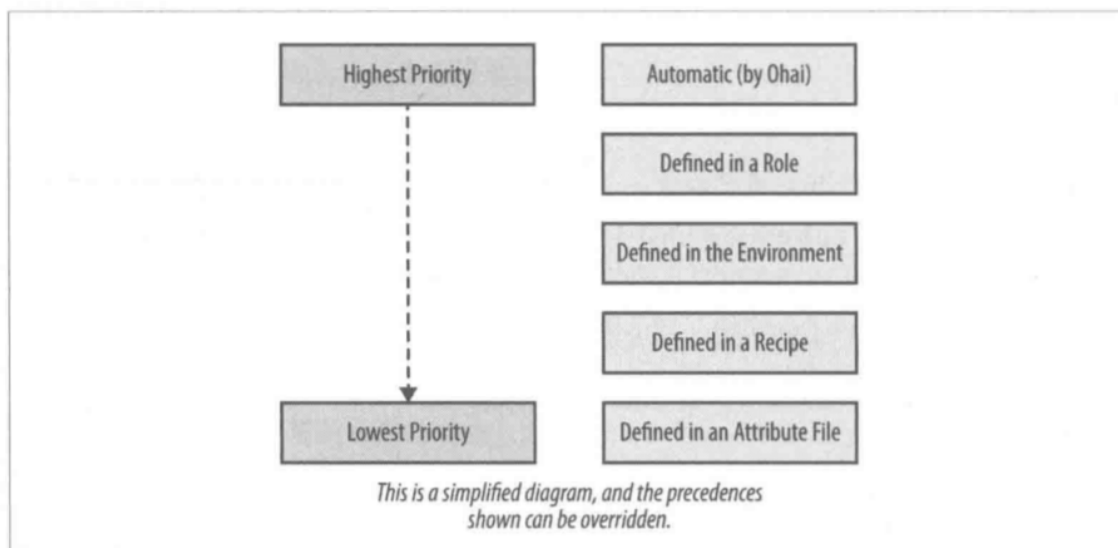 Highest Priority
Automatic (by Ohai)
Defined in a Role
Defined in the Environment
Defined in a Recipe
Lowest Priority
Defined in an Attribute File
This is a simplified diagram, and the precedences
shown can be overridden.